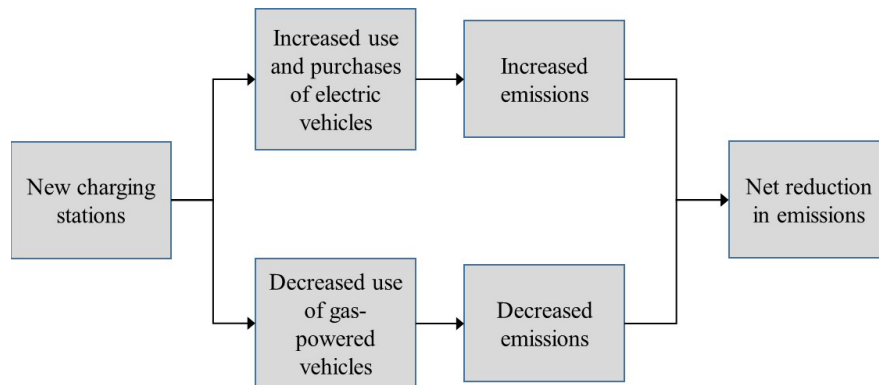 Increased use
and purchases
of electric
vehicles
Increased
emissions
New charging
stations
Net reduction
in emissions
Decreased use
of gas-
powered
vehicles
Decreased
emissions